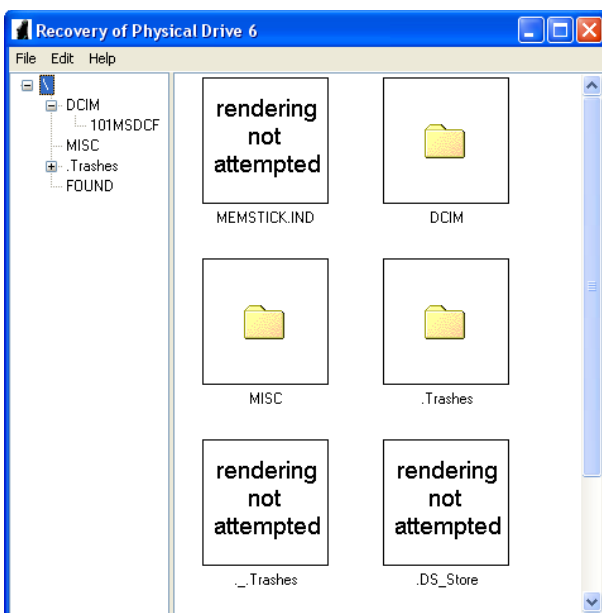 Recovery of Physical Drive 6
File Edit Help
\
DCIM
101MSDCF
MISC
.Trashes
FOUND
rendering
not
attempted
MEMSTICK.IND
DCIM
MISC
.Trashes
rendering
not
attempted
._.Trashes
rendering
not
attempted
.DS_Store